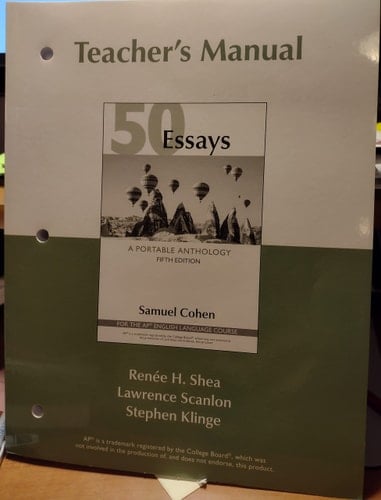 Teacher's Manual
50
Essays
A PORTABLE ANTHOLOGY
FIFTH EDITION
Samuel Cohen
FOR THE AP® ENGLISH LANGUAGE COURSE
Renée H. Shea
Lawrence Scanlon
Stephen Klinge
AP® is a trademark registered by the College Board®, which was
not involved in the production of, and does not endorse, this product.